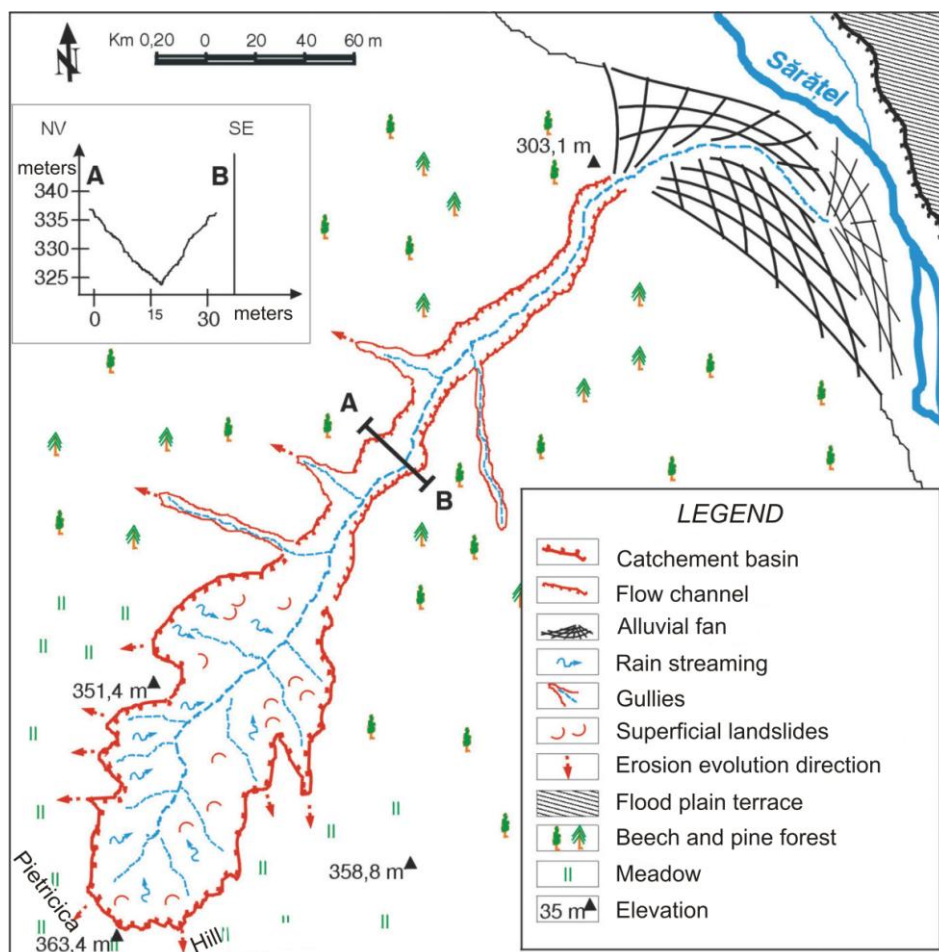 Km 0,20 0 20 40 60 m
N
Sărățel
NV SE
meters A B
340
335
330
325
0 15 30 meters
303,1 m
A
B
351,4 m
358,8 m
Pietricica
Hill
363.4 m
LEGEND
Catchement basin
Flow channel
Alluvial fan
Rain streaming
Gullies
Superficial landslides
Erosion evolution direction
Flood plain terrace
Beech and pine forest
Meadow
35 m Elevation